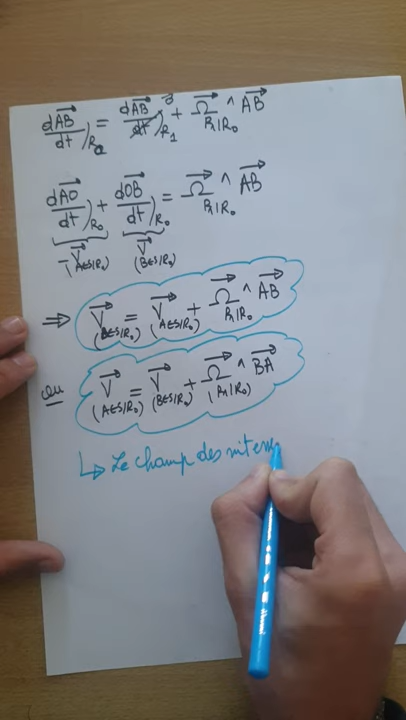 dAB/dt)R0 = dAB/dt)R1 + Ω R1/R0 ^ AB
dAO/dt)R0 + dOB/dt)R0 = Ω R1/R0 ^ AB
-V(A∈S/R0) V(B∈S/R0)
⇒ V(B∈S/R0) = V(A∈S/R0) + Ω R1/R0 ^ AB
ou V(A∈S/R0) = V(B∈S/R0) + Ω(R1/R0) ^ BA
↳ Le champ des